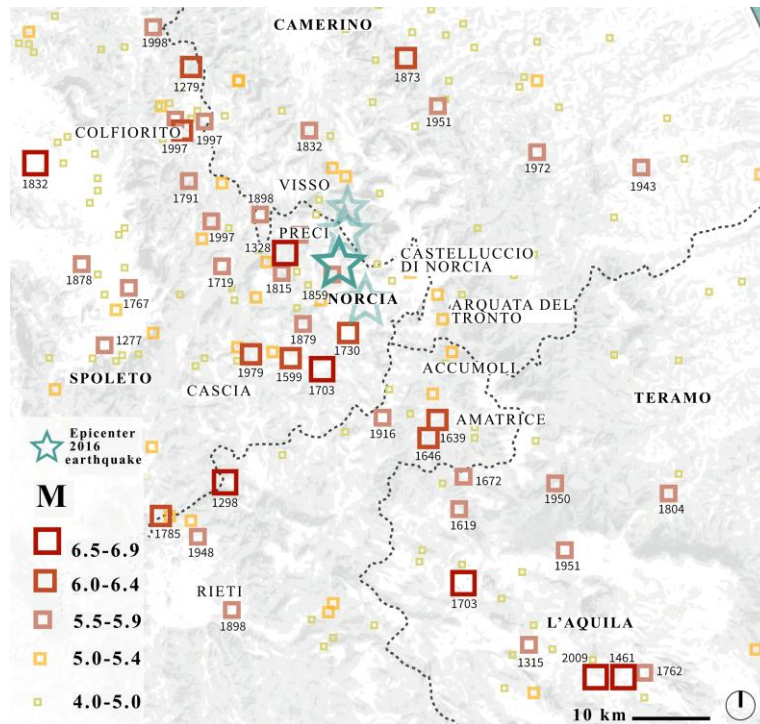 CAMERINO
1998
1279
1873
1951
COLFIORITO
1997
1997
1832
1832
1972
1943
VISSO
1791
1898
1997
PRECI
1328
CASTELLUCCIO
DI NORCIA
1878
1719
1815
1859
1767
NORCIA
ARQUATA DEL
TRONTO
1879
1730
1277
ACCUMOLI
SPOLETO
1979
1599
1703
CASCIA
TERAMO
1916
AMATRICE
1639
1646
Epicenter
2016
earthquake
1672
1950
1804
M
1298
1619
1785
1948
6.5-6.9
1951
6.0-6.4
RIETI
1703
1898
5.5-5.9
L'AQUILA
5.0-5.4
1315
2009
1461
1762
4.0-5.0
10 km